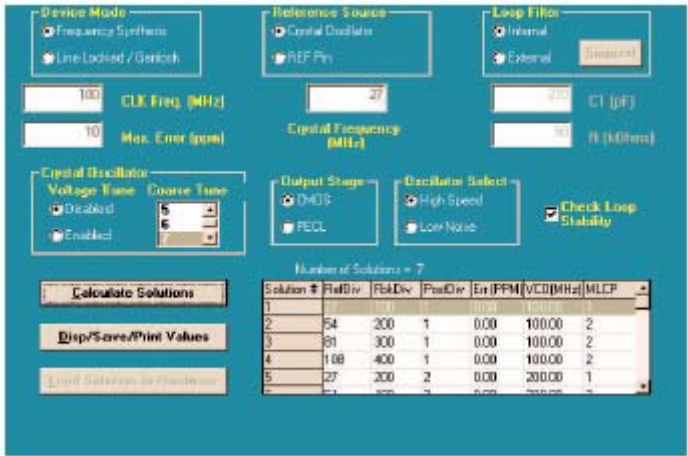 Device Mode
Frequency Synthesis
Line-Locked / Genlock
Reference Source
Crystal Oscillator
REF Pin
Loop Filter
Internal
External
100
CLK Freq. (MHz)
10
Max. Error (ppm)
27
Crystal Frequency
(MHz)
C1 (pF)
R (kOhms)
Crystal Oscillator
Voltage Tune
Coarse Tune
Disabled
Enabled
5
6
7
Output Stage
CMOS
PECL
Oscillator Select
High Speed
Low Noise
Check Loop
Stability
Calculate Solutions
Disp/Save/Print Values
Number of Solutions = 7
Solution # RefDiv FbkDiv PostDiv Err (PPM) VCO(MHz) MLCP
1
2 54 200 1 0.00 100.00 2
3 81 300 1 0.00 100.00 2
4 108 400 1 0.00 100.00 2
5 27 200 2 0.00 200.00 1